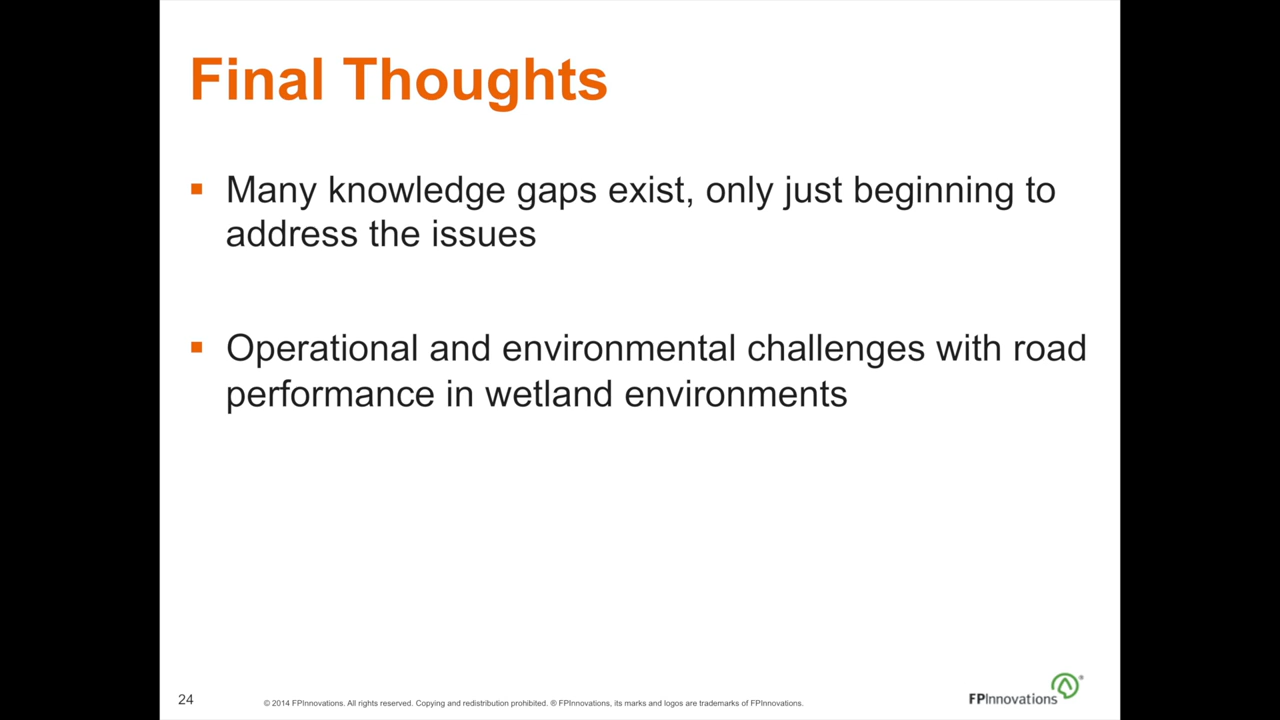 Final Thoughts
▪ Many knowledge gaps exist, only just beginning to
address the issues
▪ Operational and environmental challenges with road
performance in wetland environments
24
© 2014 FPInnovations. All rights reserved. Copying and redistribution prohibited. ® FPInnovations, its marks and logos are trademarks of FPInnovations.
FPInnovations®